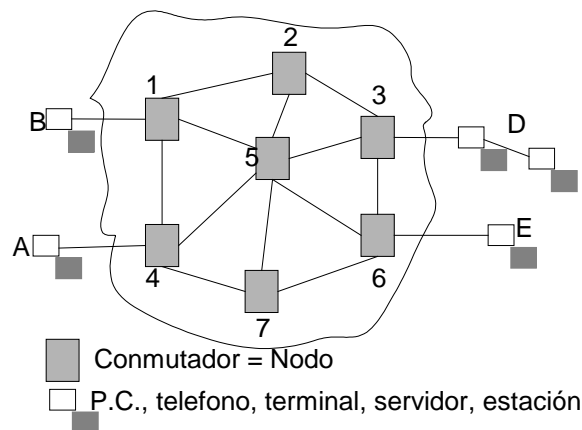 2
1
3
B
D
5
A
E
4
6
7
Conmutador = Nodo
P.C., telefono, terminal, servidor, estación